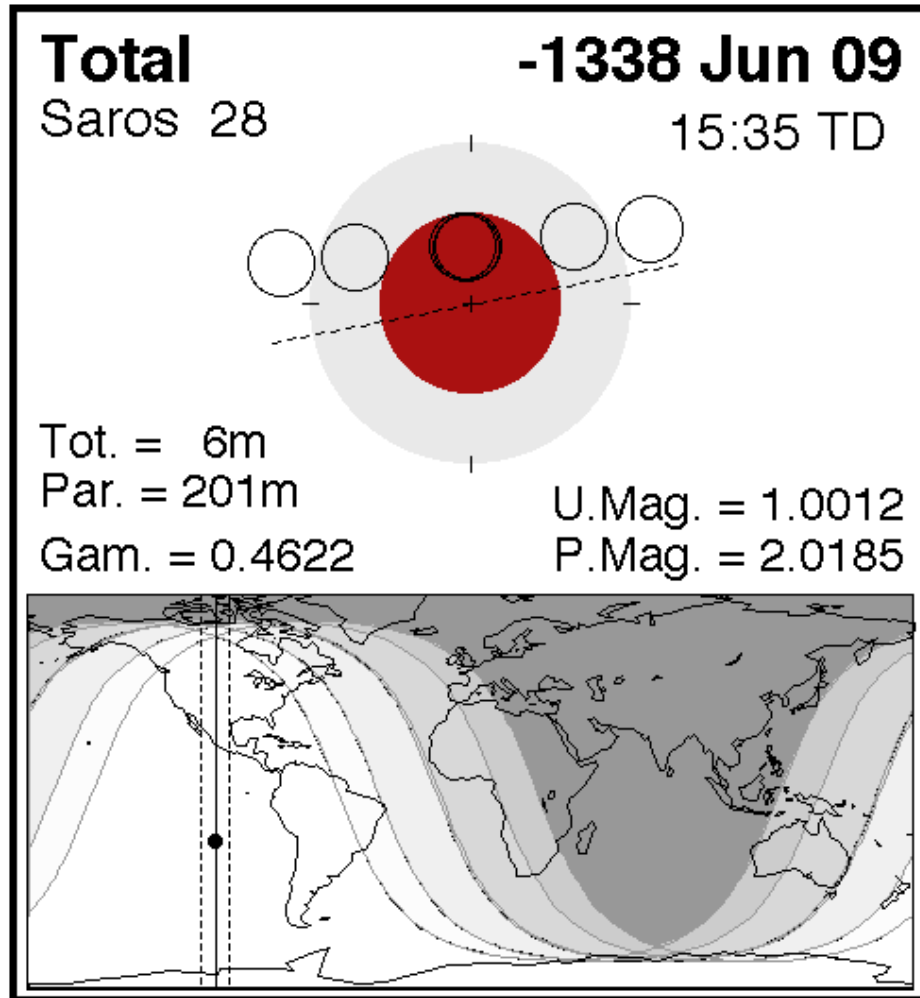 Total -1338 Jun 09
Saros 28 15:35 TD
Tot. = 6m
Par. = 201m U.Mag. = 1.0012
Gam. = 0.4622 P.Mag. = 2.0185